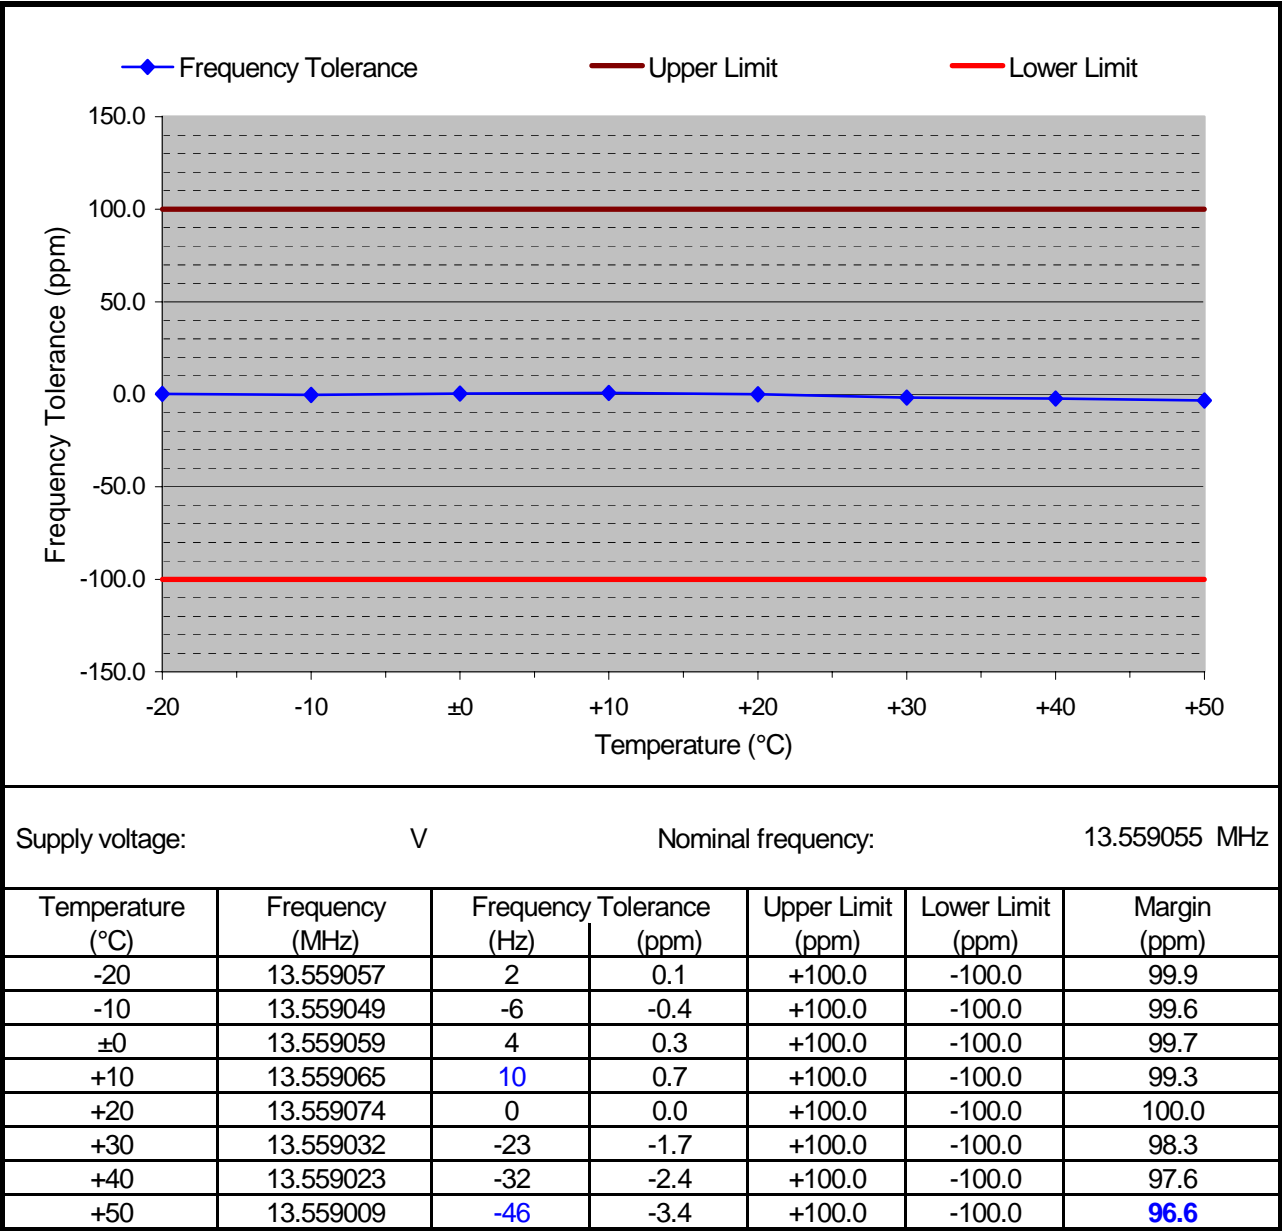 Frequency Tolerance Upper Limit Lower Limit
150.0
100.0
50.0
0.0
-50.0
-100.0
-150.0
Frequency Tolerance (ppm)
-20 -10 ±0 +10 +20 +30 +40 +50
Temperature (°C)
Supply voltage: V Nominal frequency: 13.559055 MHz
Temperature Frequency Frequency Tolerance Upper Limit Lower Limit Margin
(°C) (MHz) (Hz) (ppm) (ppm) (ppm) (ppm)
-20 13.559057 2 0.1 +100.0 -100.0 99.9
-10 13.559049 -6 -0.4 +100.0 -100.0 99.6
±0 13.559059 4 0.3 +100.0 -100.0 99.7
+10 13.559065 10 0.7 +100.0 -100.0 99.3
+20 13.559074 0 0.0 +100.0 -100.0 100.0
+30 13.559032 -23 -1.7 +100.0 -100.0 98.3
+40 13.559023 -32 -2.4 +100.0 -100.0 97.6
+50 13.559009 -46 -3.4 +100.0 -100.0 96.6